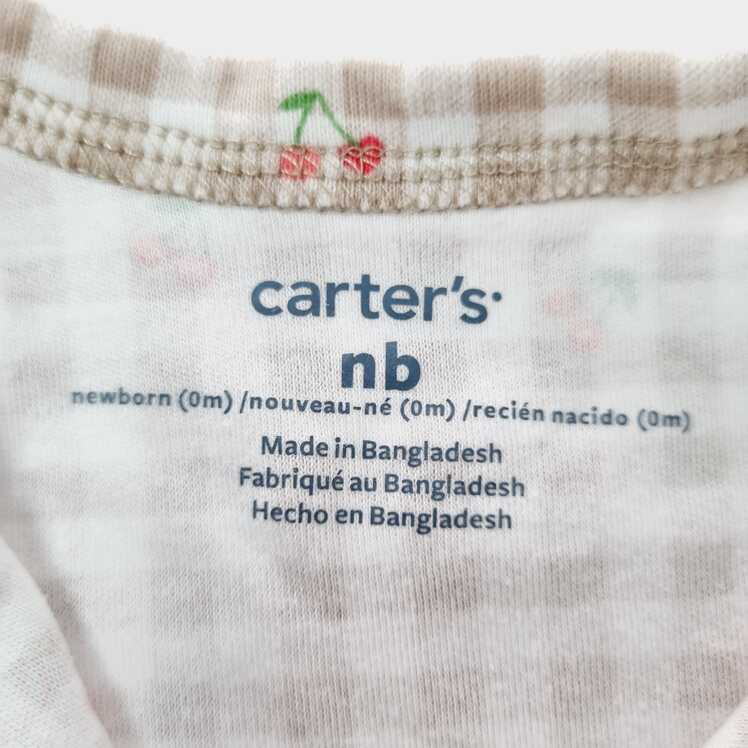 carter's
nb
newborn (0m) /nouveau-né (0m) /recién nacido (0m)
Made in Bangladesh
Fabriqué au Bangladesh
Hecho en Bangladesh